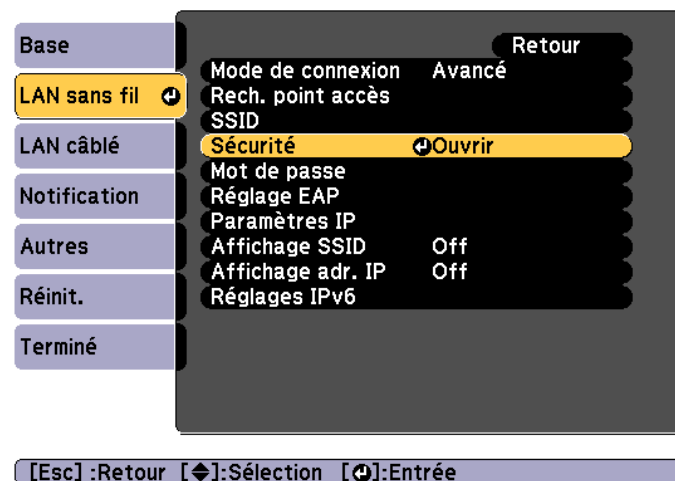 Base
LAN sans fil
LAN câblé
Notification
Autres
Réinit.
Terminé
Retour
Mode de connexion Avancé
Rech. point accès
SSID
Sécurité Ouvrir
Mot de passe
Réglage EAP
Paramètres IP
Affichage SSID Off
Affichage adr. IP Off
Réglages IPv6
[Esc] :Retour [◆]:Sélection [⏎]:Entrée